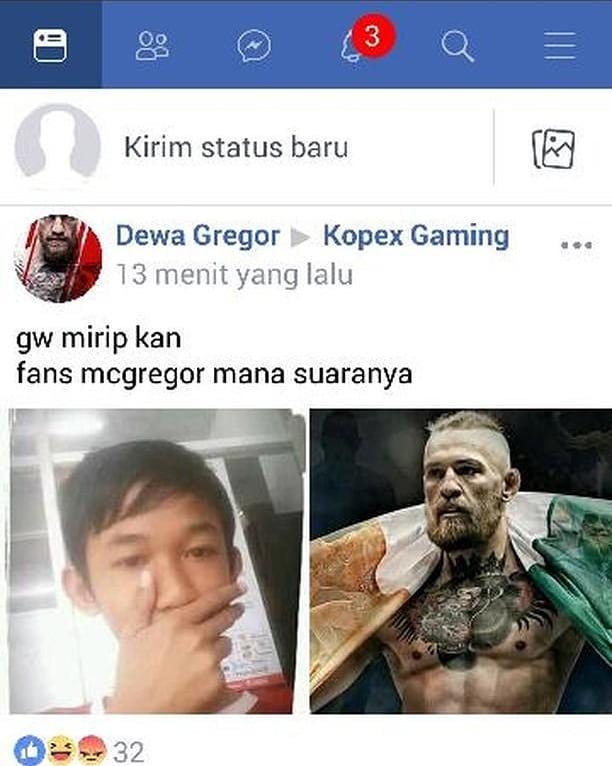 3
Kirim status baru
Dewa Gregor ▶ Kopex Gaming
13 menit yang lalu
gw mirip kan
fans mcgregor mana suaranya
32